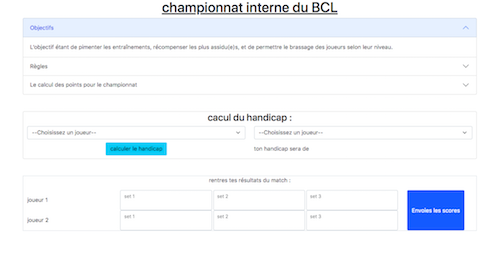 championnat interne du BCL
Objectifs
L'objectif étant de pimenter les entraînements, récompenser les plus assidu(e)s, et de permettre le brassage des joueurs selon leur niveau.
Règles
Le calcul des points pour le championnat
cacul du handicap :
--Choisissez un joueur-- --Choisissez un joueur--
calculer le handicap ton handicap sera de
rentres tes résultats du match :
joueur 1 set 1 set 2 set 3
Envoies les scores
joueur 2 set 1 set 2 set 3